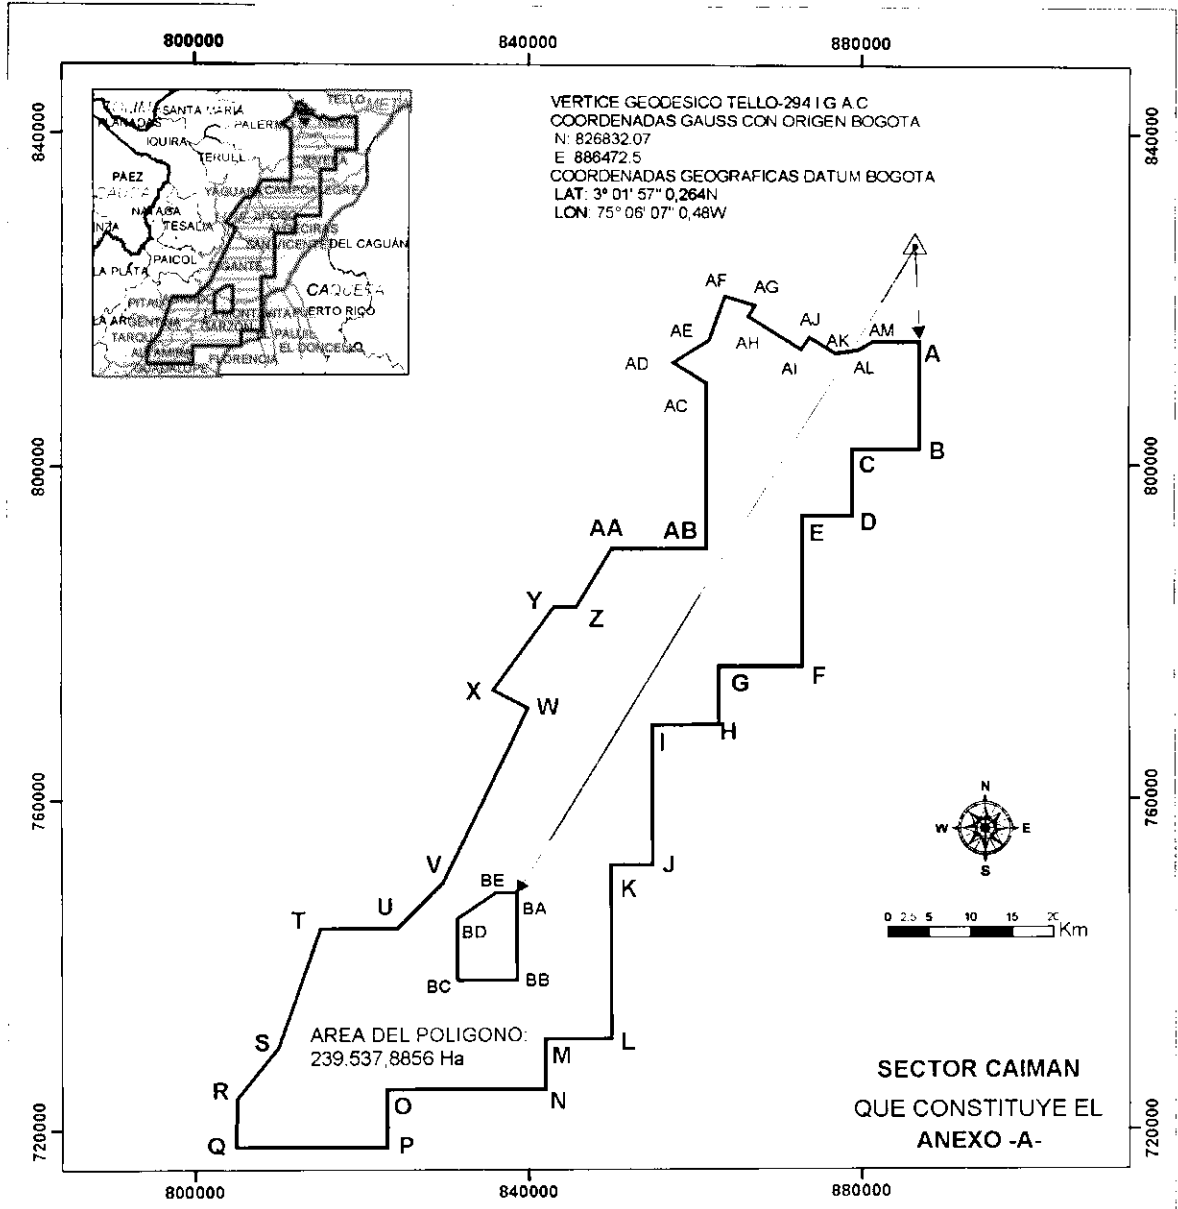 800000
840000
880000
VERTICE GEODESICO TELLO-294 I G A C
COORDENADAS GAUSS CON ORIGEN BOGOTA
N: 826832.07
E 886472.5
COORDENADAS GEOGRAFICAS DATUM BOGOTA
LAT: 3° 01' 57" 0,264N
LON: 75° 06' 07" 0,48W
840000
840000
TELLO
SANTA MARIA
PALERMO
IQUIRA
TERUEL
RIVERA
PAEZ
CAUCA
YAGUARA
CAMPOALEGRE
NATAGA
TESALIA
ALGECIRAS
SAN VICENTE DEL CAGUÁN
PAICOL
LA PLATA
GIGANTE
CAQUETA
PUERTO RICO
GARZON
EL DONCELLO
FLORENCIA
GUADALUPE
AF
AG
AE
AH
AJ
AK
AM
A
AD
AI
AL
AC
800000
B
C
800000
D
E
AA
AB
Y
Z
F
G
X
W
H
I
760000
760000
N
W
E
S
V
J
K
BE
BA
T
U
BD
0 2.5 5 10 15 20
Km
BC
BB
S
AREA DEL POLIGONO:
239.537,8856 Ha
M
L
SECTOR CAIMAN
QUE CONSTITUYE EL
ANEXO -A-
R
O
N
Q
P
720000
720000
800000
840000
880000